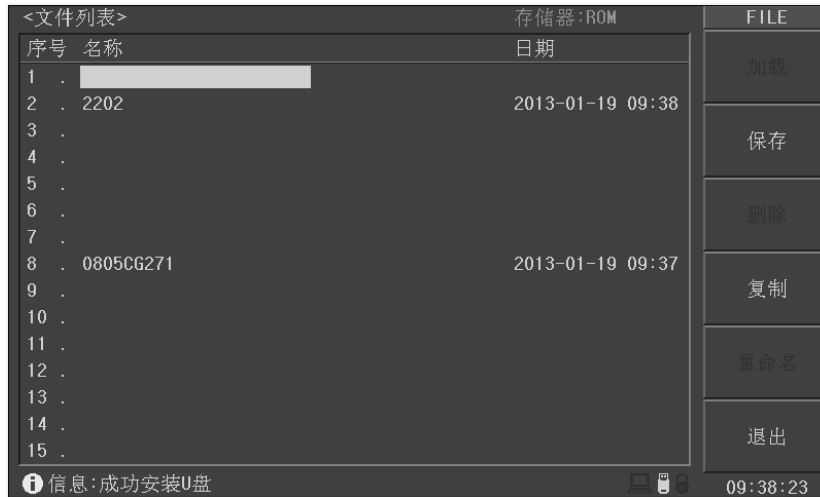 <文件列表> 存储器:ROM FILE
序号 名称 日期
1 .
2 . 2202 2013-01-19 09:38
3 .
4 .
5 .
6 .
7 .
8 . 0805CG271 2013-01-19 09:37
9 .
10 .
11 .
12 .
13 .
14 .
15 .
加载
保存
删除
复制
重命名
退出
信息:成功安装U盘
09:38:23